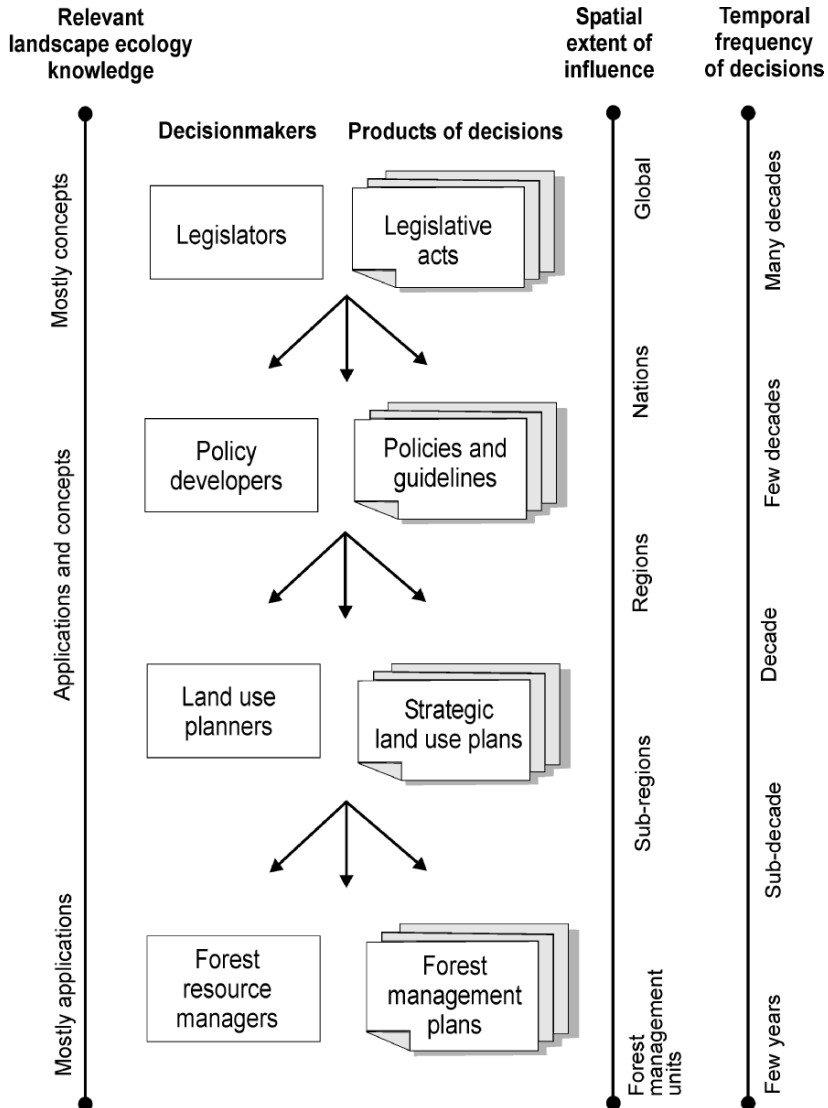 Relevant
landscape ecology
knowledge
Spatial
extent of
influence
Temporal
frequency
of decisions
Decisionmakers
Products of decisions
Mostly concepts
Applications and concepts
Mostly applications
Legislators
Legislative
acts
Policy
developers
Policies and
guidelines
Land use
planners
Strategic
land use plans
Forest
resource
managers
Forest
management
plans
Global
Nations
Regions
Sub-regions
Forest
management
units
Many decades
Few decades
Decade
Sub-decade
Few years